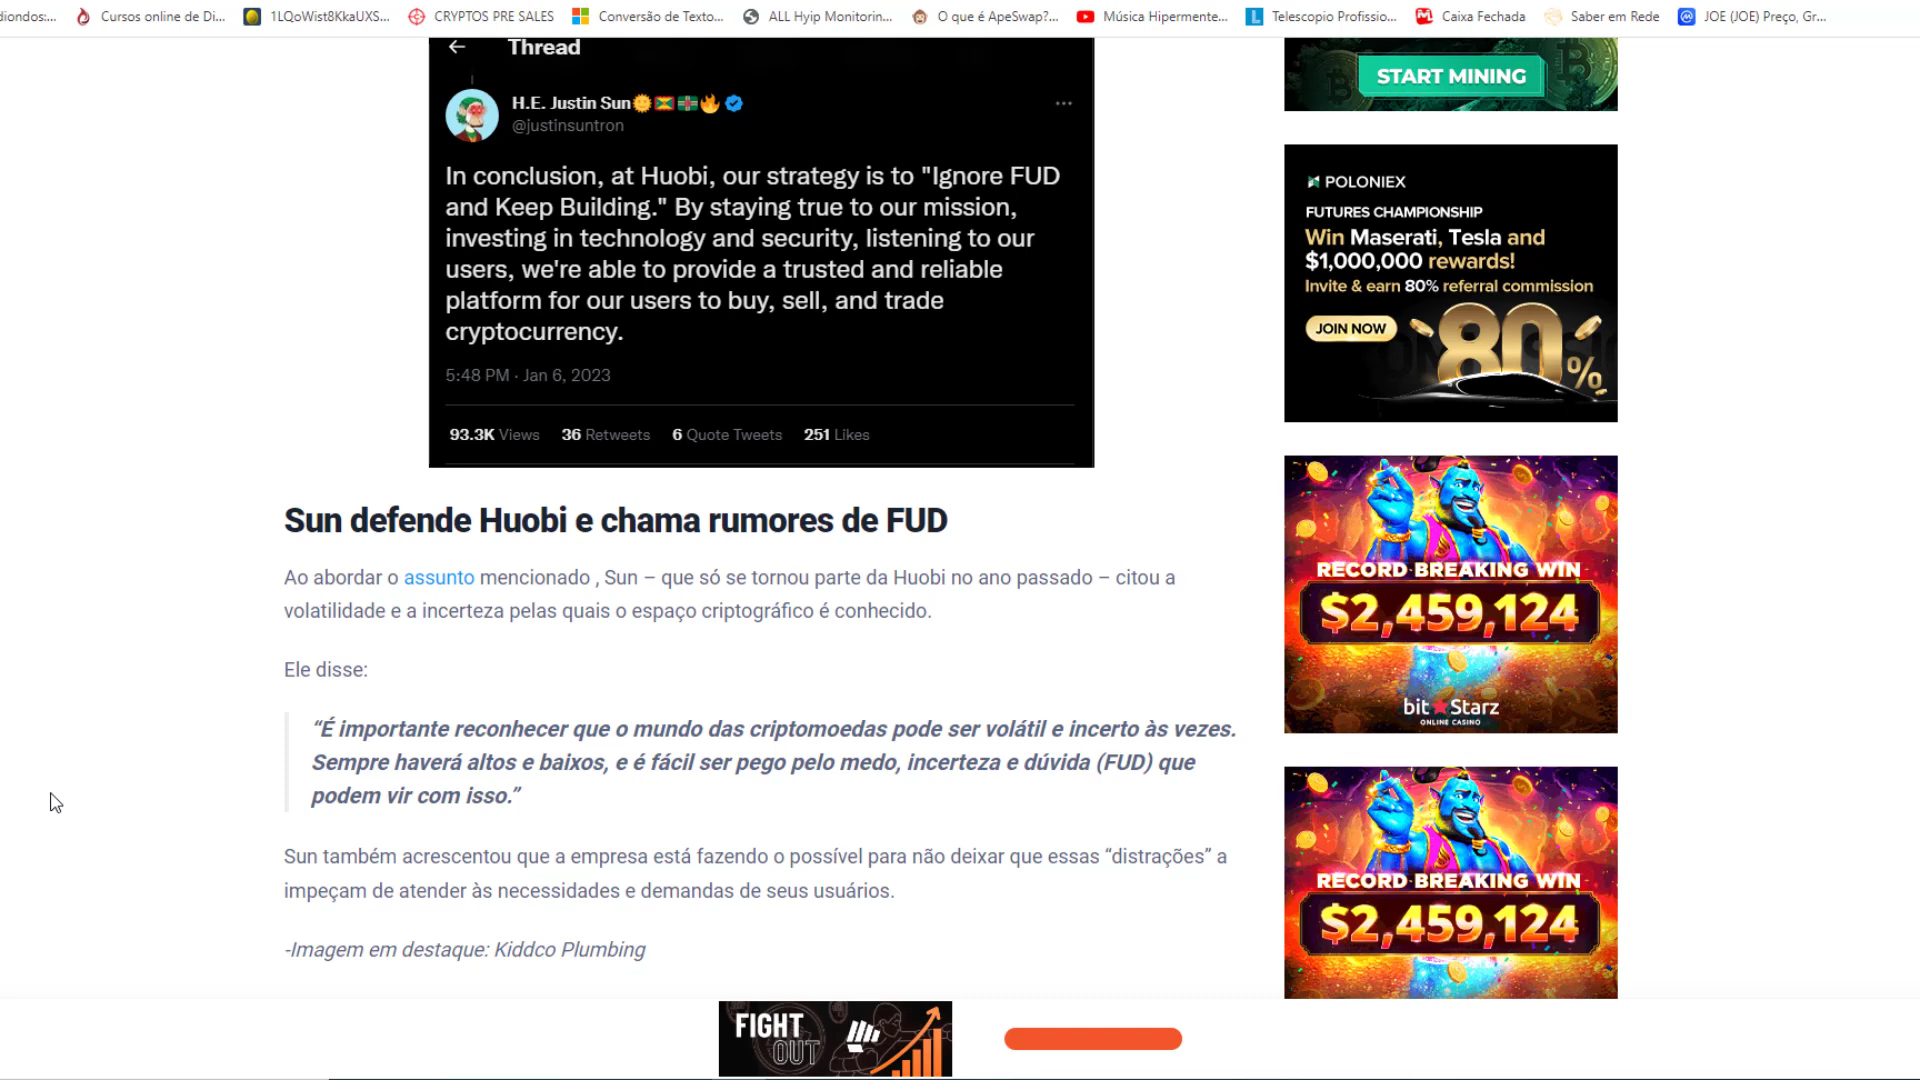 diondos:...
Cursos online de Di...
1LQoWist8KkaUXS...
CRYPTOS PRE SALES
Conversão de Texto...
ALL Hyip Monitorin...
O que é ApeSwap?...
Música Hipermente...
Telescopio Profissio...
Caixa Fechada
Saber em Rede
JOE (JOE) Preço, Gr...
Thread
H.E. Justin Sun
@justinsuntron
In conclusion, at Huobi, our strategy is to "Ignore FUD
and Keep Building." By staying true to our mission,
investing in technology and security, listening to our
users, we're able to provide a trusted and reliable
platform for our users to buy, sell, and trade
cryptocurrency.
5:48 PM · Jan 6, 2023
93.3K Views 36 Retweets 6 Quote Tweets 251 Likes
Sun defende Huobi e chama rumores de FUD
Ao abordar o assunto mencionado , Sun – que só se tornou parte da Huobi no ano passado – citou a
volatilidade e a incerteza pelas quais o espaço criptográfico é conhecido.
Ele disse:
“É importante reconhecer que o mundo das criptomoedas pode ser volátil e incerto às vezes.
Sempre haverá altos e baixos, e é fácil ser pego pelo medo, incerteza e dúvida (FUD) que
podem vir com isso.”
Sun também acrescentou que a empresa está fazendo o possível para não deixar que essas “distrações” a
impeçam de atender às necessidades e demandas de seus usuários.
-Imagem em destaque: Kiddco Plumbing
START MINING
POLONIEX
FUTURES CHAMPIONSHIP
Win Maserati, Tesla and
$1,000,000 rewards!
Invite & earn 80% referral commission
JOIN NOW
80%
RECORD BREAKING WIN
$2,459,124
bit Starz
ONLINE CASINO
RECORD BREAKING WIN
$2,459,124
FIGHT
OUT